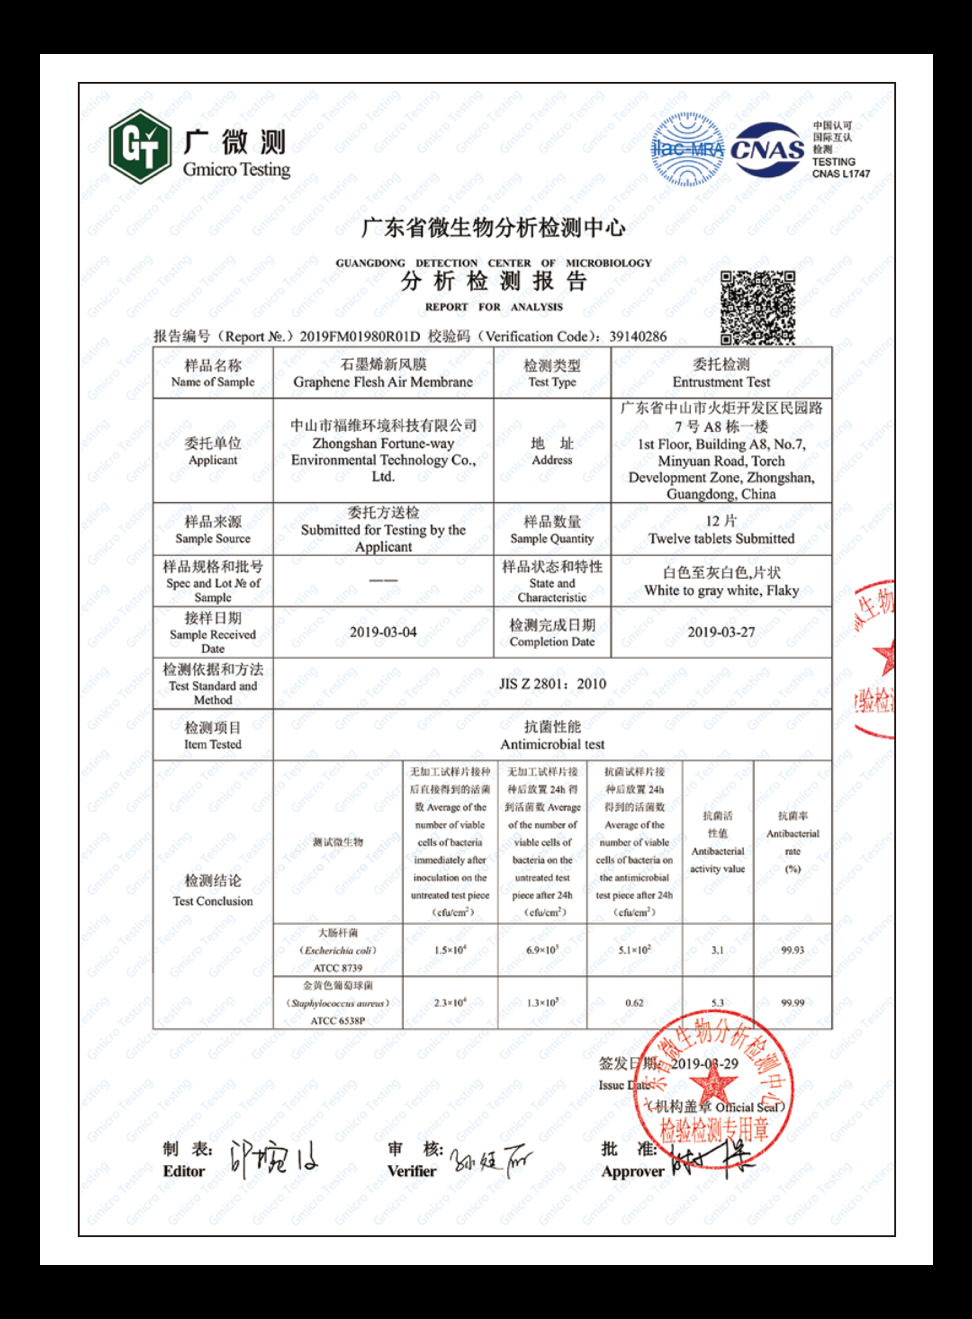 GT
广微测
Gmicro Testing
ilac-MRA
CNAS
中国认可
国际互认
检测
TESTING
CNAS L1747
广东省微生物分析检测中心
GUANGDONG DETECTION CENTER OF MICROBIOLOGY
分析检测报告
REPORT FOR ANALYSIS
报告编号（Report №.）2019FM01980R01D 校验码（Verification Code）：39140286
样品名称
Name of Sample
石墨烯新风膜
Graphene Flesh Air Membrane
检测类型
Test Type
委托检测
Entrustment Test
委托单位
Applicant
中山市福维环境科技有限公司
Zhongshan Fortune-way
Environmental Technology Co.,
Ltd.
地 址
Address
广东省中山市火炬开发区民园路
7 号 A8 栋一楼
1st Floor, Building A8, No.7,
Minyuan Road, Torch
Development Zone, Zhongshan,
Guangdong, China
样品来源
Sample Source
委托方送检
Submitted for Testing by the
Applicant
样品数量
Sample Quantity
12 片
Twelve tablets Submitted
样品规格和批号
Spec and Lot № of
Sample
——
样品状态和特性
State and
Characteristic
白色至灰白色,片状
White to gray white, Flaky
接样日期
Sample Received
Date
2019-03-04
检测完成日期
Completion Date
2019-03-27
检测依据和方法
Test Standard and
Method
JIS Z 2801：2010
检测项目
Item Tested
抗菌性能
Antimicrobial test
检测结论
Test Conclusion
测试微生物
无加工试样片接种
后直接得到的活菌
数 Average of the
number of viable
cells of bacteria
immediately after
inoculation on the
untreated test piece
（cfu/cm²）
无加工试样片接
种后放置 24h 得
到活菌数 Average
of the number of
viable cells of
bacteria on the
untreated test
piece after 24h
（cfu/cm²）
抗菌试样片接
种后放置 24h
得到的活菌数
Average of the
number of viable
cells of bacteria on
the antimicrobial
test piece after 24h
（cfu/cm²）
抗菌活
性值
Antibacterial
activity value
抗菌率
Antibacterial
rate
(%)
大肠杆菌
（Escherichia coli）
ATCC 8739
1.5×10⁴
6.9×10⁵
5.1×10²
3.1
99.93
金黄色葡萄球菌
（Staphylococcus aureus）
ATCC 6538P
2.3×10⁴
1.3×10⁵
0.62
5.3
99.99
签发日期: 2019-03-29
Issue Date
（机构盖章 Official Seal）
广东省微生物分析检测中心
检验检测专用章
制 表:
Editor
审 核:
Verifier
批 准:
Approver